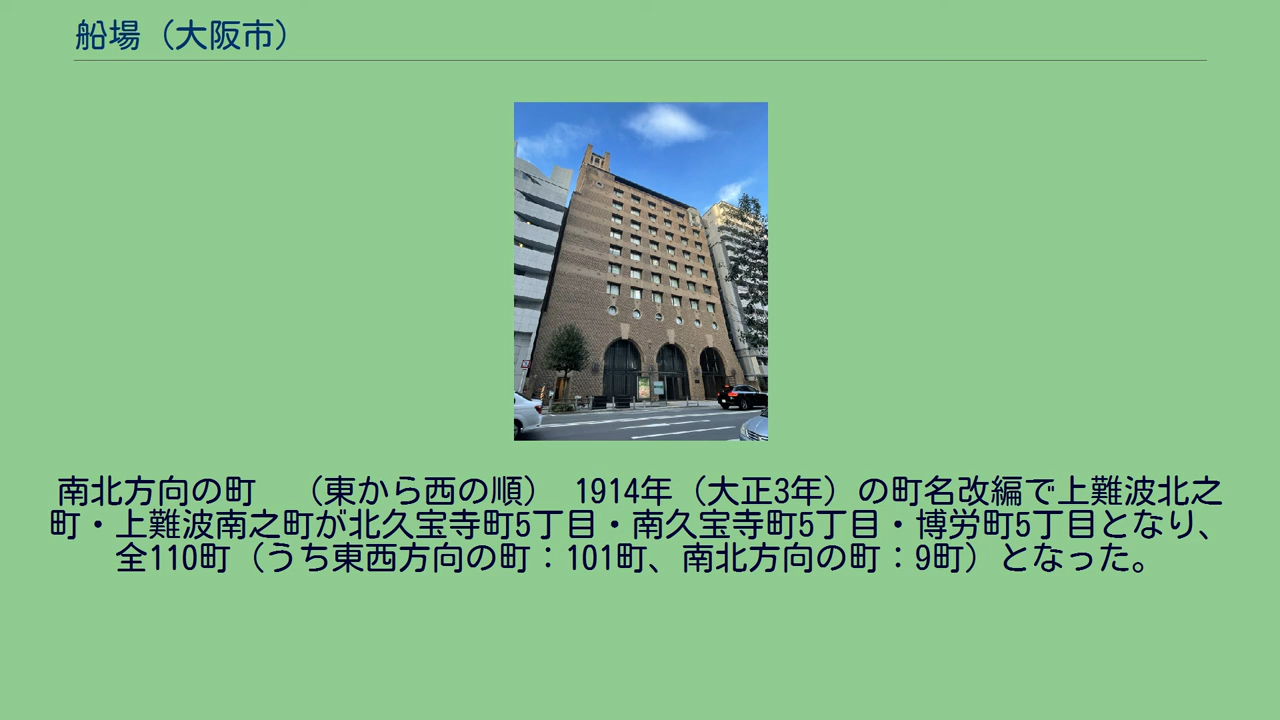 船場（大阪市）
南北方向の町　（東から西の順）　1914年（大正3年）の町名改編で上難波北之
町・上難波南之町が北久宝寺町5丁目・南久宝寺町5丁目・博労町5丁目となり、
全110町（うち東西方向の町：101町、南北方向の町：9町）となった。